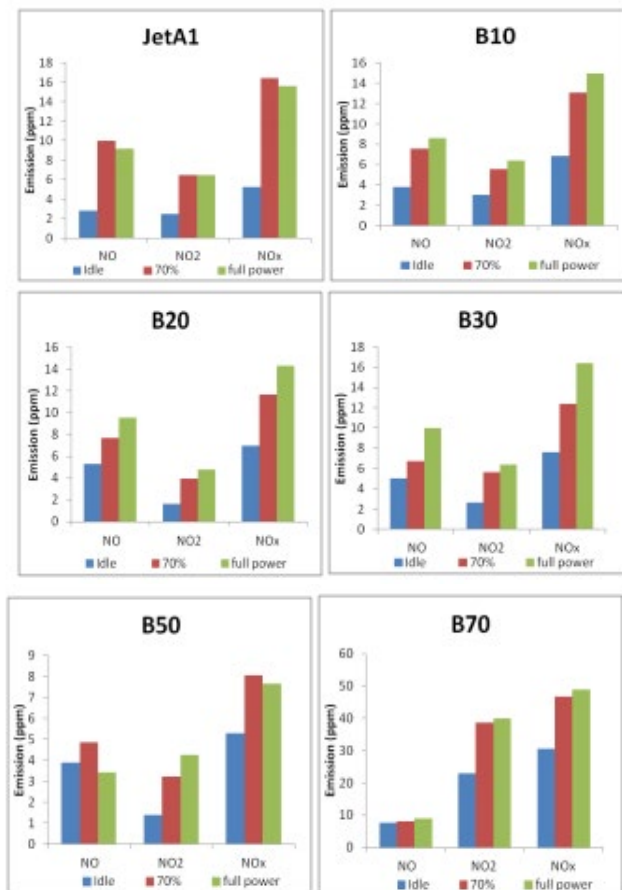 JetA1
Emission (ppm)
18
16
14
12
10
8
6
4
2
0
NO NO2 NOx
Idle 70% full power
B10
Emission (ppm)
16
14
12
10
8
6
4
2
0
NO NO2 NOx
Idle 70% full power
B20
Emission (ppm)
16
14
12
10
8
6
4
2
0
NO NO2 NOx
Idle 70% full power
B30
Emission (ppm)
18
16
14
12
10
8
6
4
2
0
NO NO2 NOx
Idle 70% full power
B50
Emission (ppm)
9
8
7
6
5
4
3
2
1
0
NO NO2 NOx
Idle 70% full power
B70
Emission (ppm)
60
50
40
30
20
10
0
NO NO2 NOx
Idle 70% full power